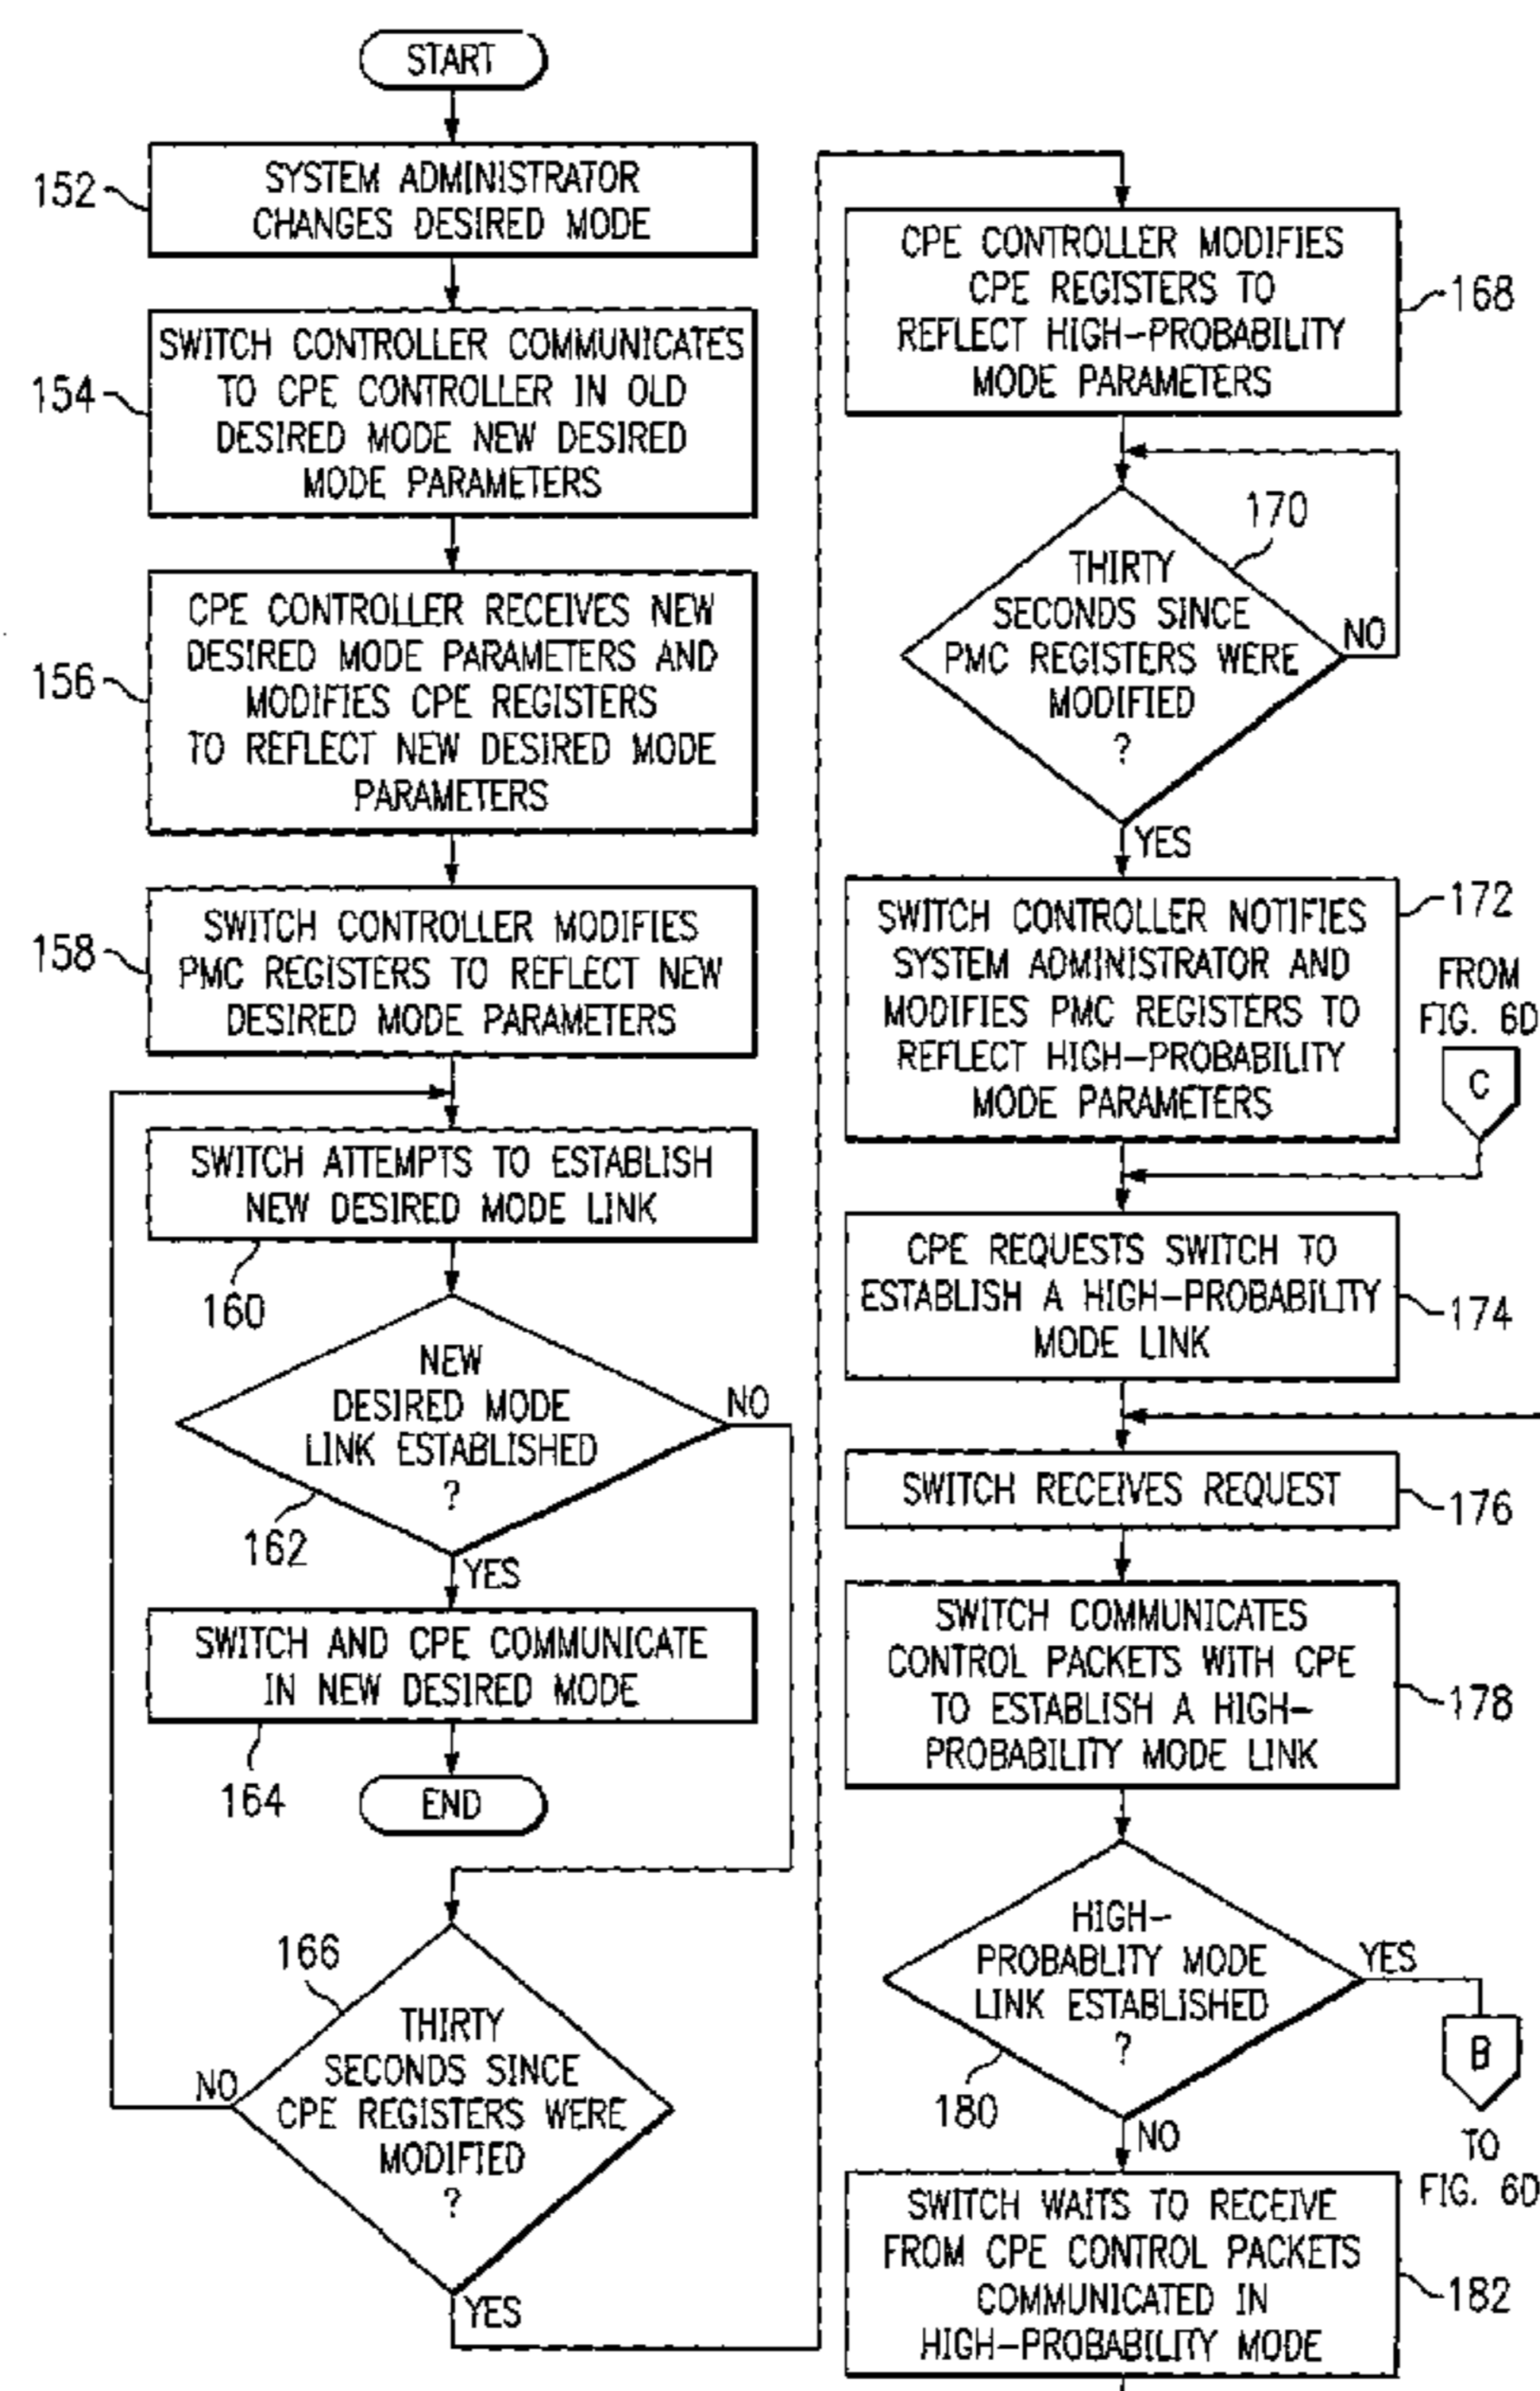 START
152
SYSTEM ADMINISTRATOR
CHANGES DESIRED MODE
154
SWITCH CONTROLLER COMMUNICATES
TO CPE CONTROLLER IN OLD
DESIRED MODE NEW DESIRED
MODE PARAMETERS
156
CPE CONTROLLER RECEIVES NEW
DESIRED MODE PARAMETERS AND
MODIFIES CPE REGISTERS
TO REFLECT NEW DESIRED MODE
PARAMETERS
158
SWITCH CONTROLLER MODIFIES
PMC REGISTERS TO REFLECT NEW
DESIRED MODE PARAMETERS
SWITCH ATTEMPTS TO ESTABLISH
NEW DESIRED MODE LINK
160
NEW
DESIRED MODE
LINK ESTABLISHED
?
NO
162
YES
SWITCH AND CPE COMMUNICATE
IN NEW DESIRED MODE
164
END
166
THIRTY
SECONDS SINCE
CPE REGISTERS WERE
MODIFIED
?
NO
YES
CPE CONTROLLER MODIFIES
CPE REGISTERS TO
REFLECT HIGH-PROBABILITY
MODE PARAMETERS
168
170
THIRTY
SECONDS SINCE
PMC REGISTERS WERE
MODIFIED
?
NO
YES
SWITCH CONTROLLER NOTIFIES
SYSTEM ADMINISTRATOR AND
MODIFIES PMC REGISTERS TO
REFLECT HIGH-PROBABILITY
MODE PARAMETERS
172
FROM
FIG. 6D
C
CPE REQUESTS SWITCH TO
ESTABLISH A HIGH-PROBABILITY
MODE LINK
174
SWITCH RECEIVES REQUEST
176
SWITCH COMMUNICATES
CONTROL PACKETS WITH CPE
TO ESTABLISH A HIGH-
PROBABILITY MODE LINK
178
HIGH-
PROBABLITY MODE
LINK ESTABLISHED
?
YES
180
NO
B
TO
FIG. 6D
SWITCH WAITS TO RECEIVE
FROM CPE CONTROL PACKETS
COMMUNICATED IN
HIGH-PROBABILITY MODE
182